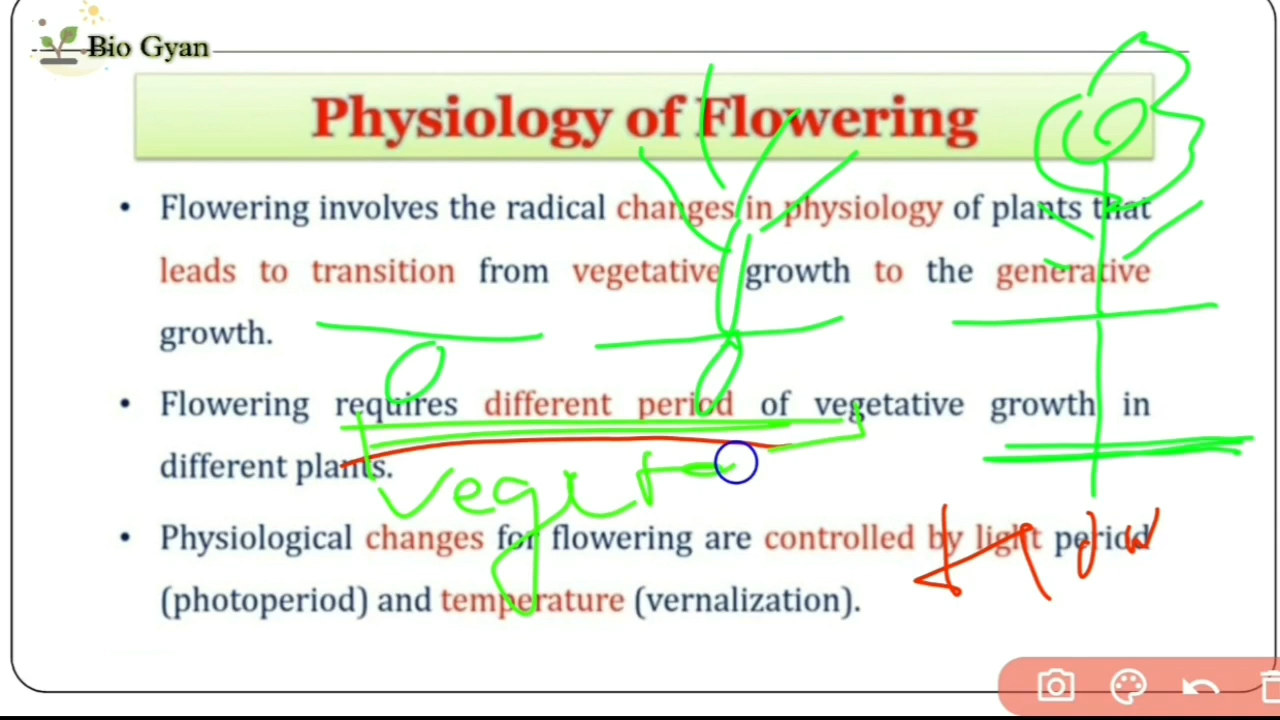 Bio Gyan
Physiology of Flowering
• Flowering involves the radical changes in physiology of plants that
leads to transition from vegetative growth to the generative
growth.
• Flowering requires different period of vegetative growth in
different plants.
• Physiological changes for flowering are controlled by light period
(photoperiod) and temperature (vernalization).